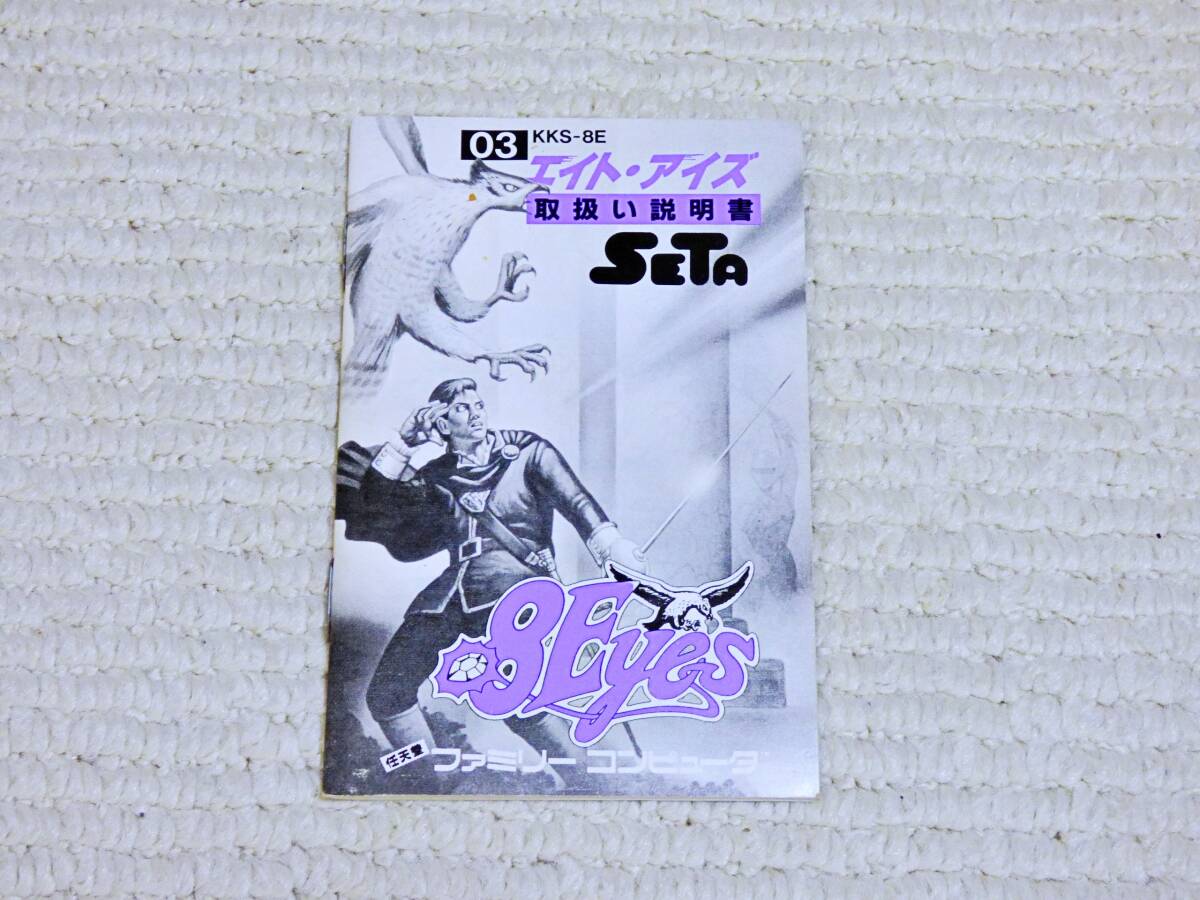 03 KKS-8E
エイト・アイズ
取扱い説明書
SETA
8Eyes
任天堂 ファミリーコンピュータ